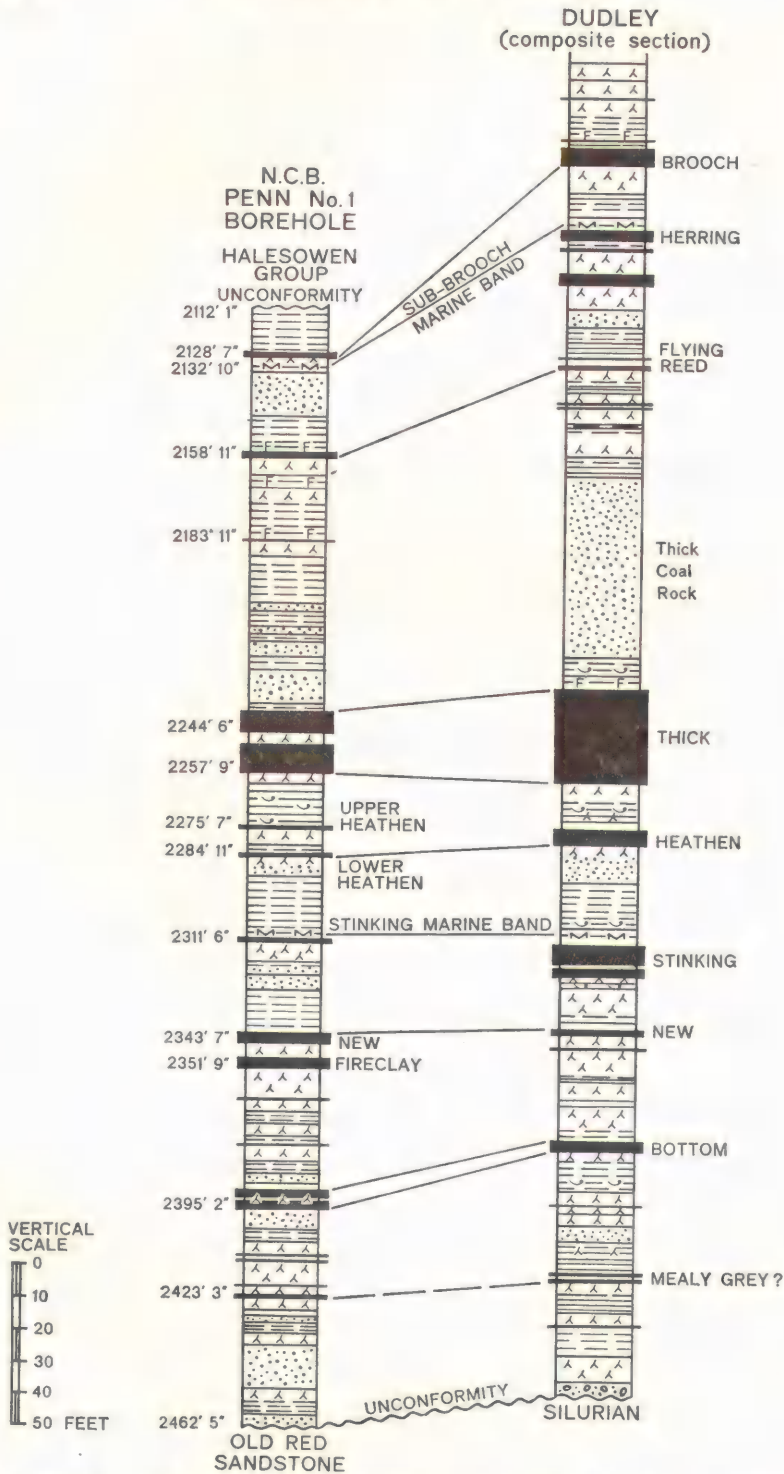 DUDLEY
(composite section)
N.C.B.
PENN No.1
BOREHOLE
HALESOWEN
GROUP
UNCONFORMITY
2112' 1"
2128' 7"
2132' 10"
2158' 11"
2183' 11"
2244' 6"
2257' 9"
2275' 7"
2284' 11"
2311' 6"
2343' 7"
2351' 9"
2395' 2"
2423' 3"
2462' 5"
F F
F F
F
UPPER
HEATHEN
LOWER
HEATHEN
NEW
FIRECLAY
OLD RED
SANDSTONE
SUB-BROOCH
MARINE BAND
STINKING MARINE BAND
UNCONFORMITY
F F
F F
BROOCH
HERRING
FLYING
REED
Thick
Coal
Rock
THICK
HEATHEN
STINKING
NEW
BOTTOM
MEALY GREY?
SILURIAN
VERTICAL
SCALE
0
10
20
30
40
50 FEET